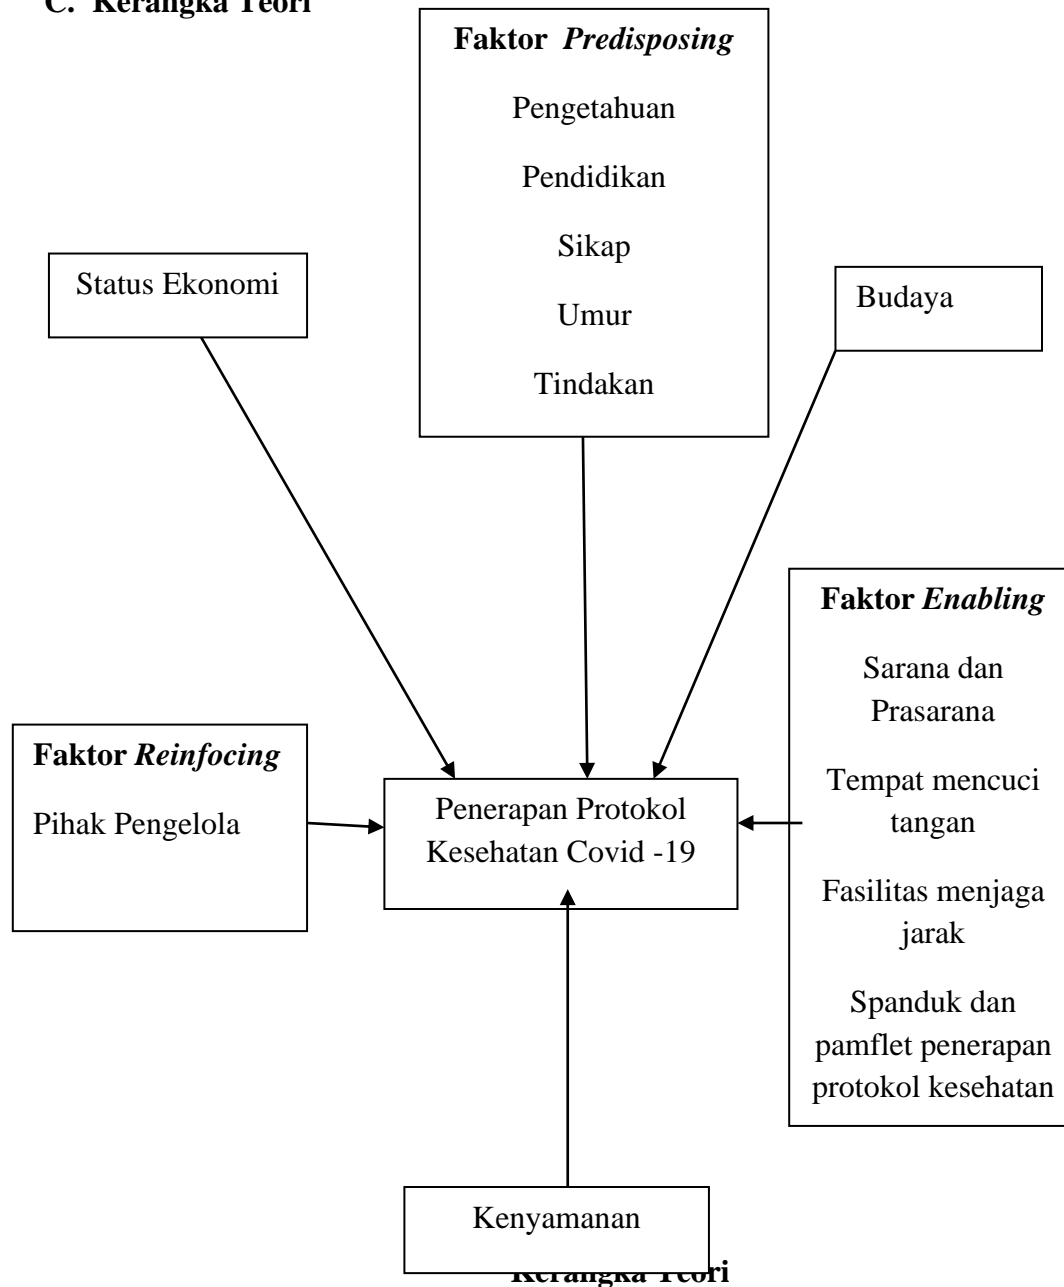 C. Kerangka Teori
Faktor Predisposing
Pengetahuan
Pendidikan
Sikap
Umur
Tindakan
Status Ekonomi
Budaya
Faktor Enabling
Sarana dan
Prasarana
Tempat mencuci
tangan
Fasilitas menjaga
jarak
Spanduk dan
pamflet penerapan
protokol kesehatan
Faktor Reinfocing
Pihak Pengelola
Penerapan Protokol
Kesehatan Covid -19
Kenyamanan
Kerangka Teori